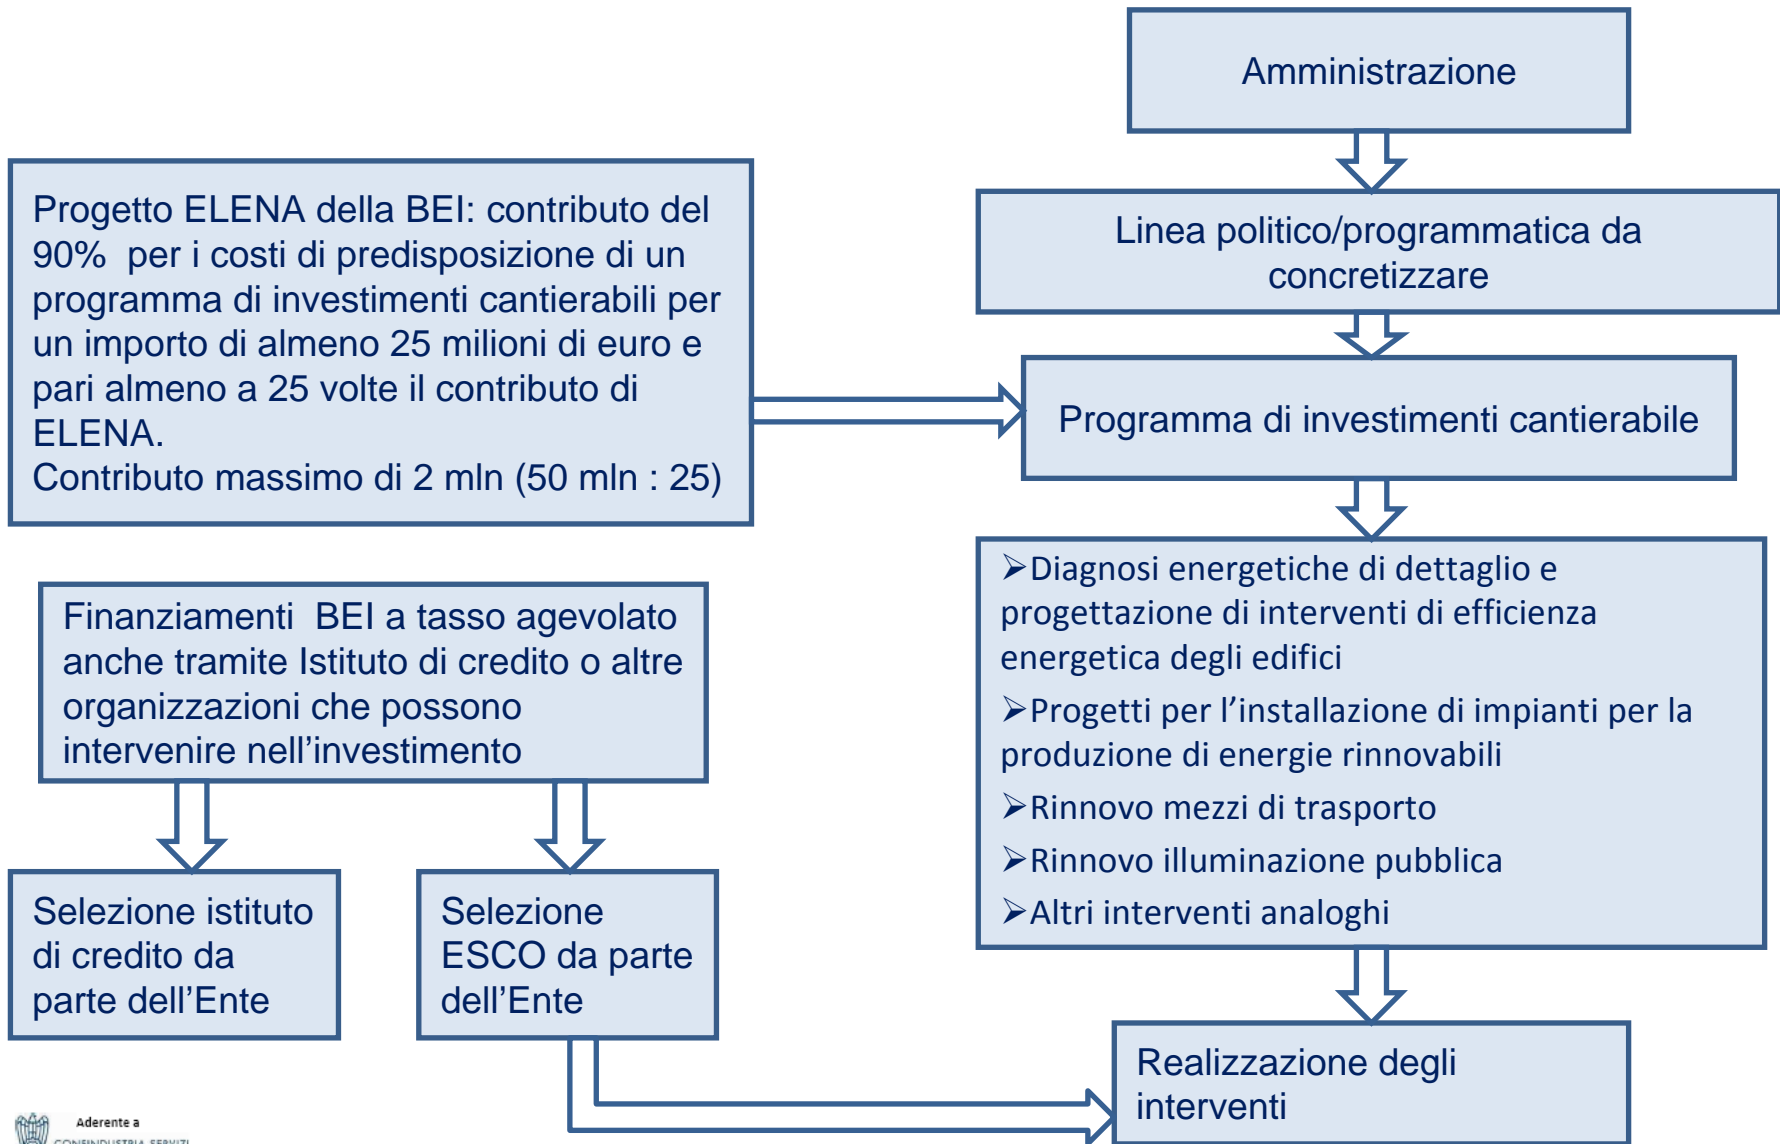 Amministrazione
Linea politico/programmatica da
concretizzare
Progetto ELENA della BEI: contributo del
90% per i costi di predisposizione di un
programma di investimenti cantierabili per
un importo di almeno 25 milioni di euro e
pari almeno a 25 volte il contributo di
ELENA.
Contributo massimo di 2 mln (50 mln : 25)
Programma di investimenti cantierabile
Finanziamenti BEI a tasso agevolato
anche tramite Istituto di credito o altre
organizzazioni che possono
intervenire nell’investimento
➢Diagnosi energetiche di dettaglio e
progettazione di interventi di efficienza
energetica degli edifici
➢Progetti per l’installazione di impianti per la
produzione di energie rinnovabili
➢Rinnovo mezzi di trasporto
➢Rinnovo illuminazione pubblica
➢Altri interventi analoghi
Selezione istituto
di credito da
parte dell’Ente
Selezione
ESCO da parte
dell’Ente
Realizzazione degli
interventi
Aderente a
CONFINDUSTRIA SERVIZI